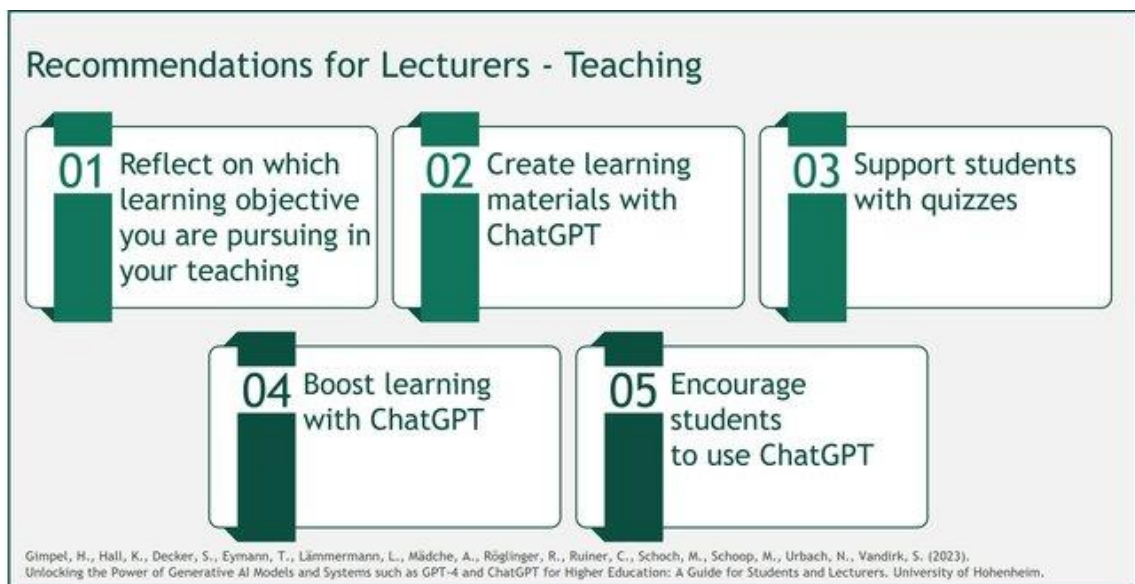 Recommendations for Lecturers - Teaching
01
Reflect on which
learning objective
you are pursuing in
your teaching
02
Create learning
materials with
ChatGPT
03
Support students
with quizzes
04
Boost learning
with ChatGPT
05
Encourage
students
to use ChatGPT
Gimpel, H., Hall, K., Decker, S., Eymann, T., Lämmermann, L., Mädche, A., Röglinger, R., Ruiner, C., Schoch, M., Schoop, M., Urbach, N., Vandirk, S. (2023).
Unlocking the Power of Generative AI Models and Systems such as GPT-4 and ChatGPT for Higher Education: A Guide for Students and Lecturers. University of Hohenheim.